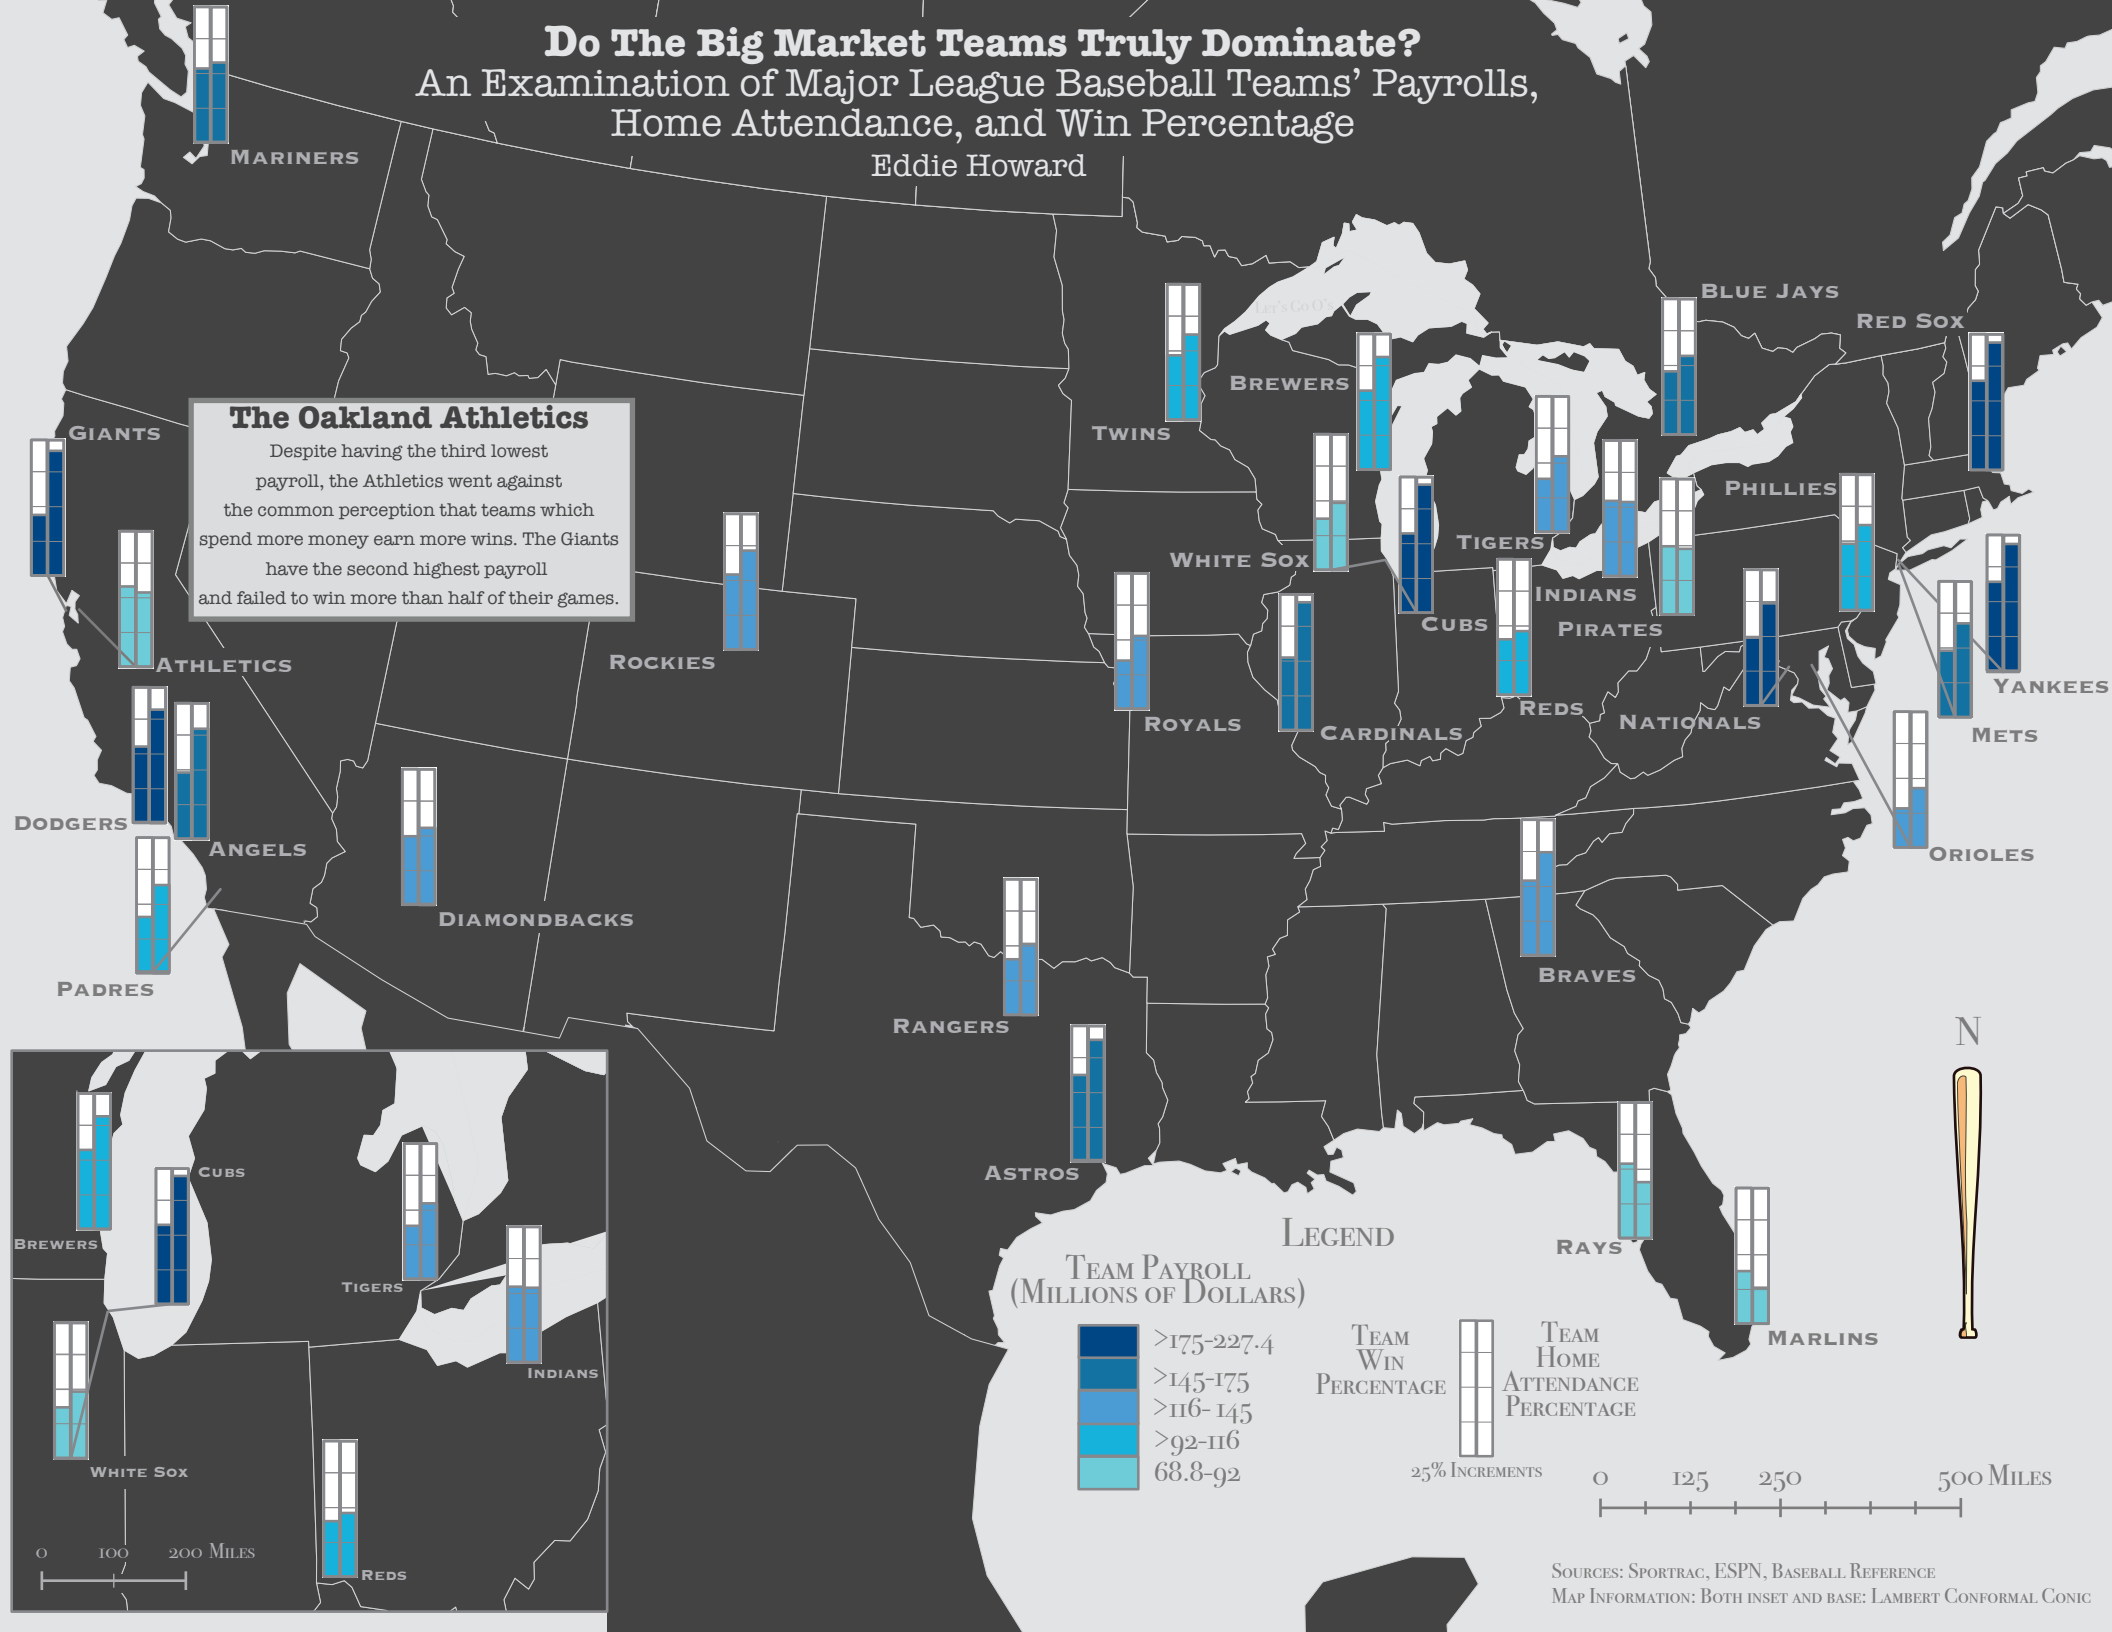 Do The Big Market Teams Truly Dominate?
An Examination of Major League Baseball Teams' Payrolls,
Home Attendance, and Win Percentage
Eddie Howard
Mariners
Let's Go O's
Blue Jays
Red Sox
Brewers
Twins
Giants
The Oakland Athletics
Despite having the third lowest
payroll, the Athletics went against
the common perception that teams which
spend more money earn more wins. The Giants
have the second highest payroll
and failed to win more than half of their games.
Phillies
Tigers
White Sox
Indians
Cubs
Pirates
Rockies
Athletics
Yankees
Reds
Nationals
Royals
Cardinals
Mets
Dodgers
Angels
Orioles
Diamondbacks
Padres
Braves
Rangers
N
Astros
Rays
Marlins
Cubs
Brewers
Tigers
Indians
White Sox
Reds
0 100 200 Miles
Legend
Team Payroll
(Millions of Dollars)
>175-227.4
>145-175
>116-145
>92-116
68.8-92
Team
Win
Percentage
Team
Home
Attendance
Percentage
25% Increments
0 125 250 500 Miles
Sources: Sportrac, ESPN, Baseball Reference
Map Information: Both inset and base: Lambert Conformal Conic